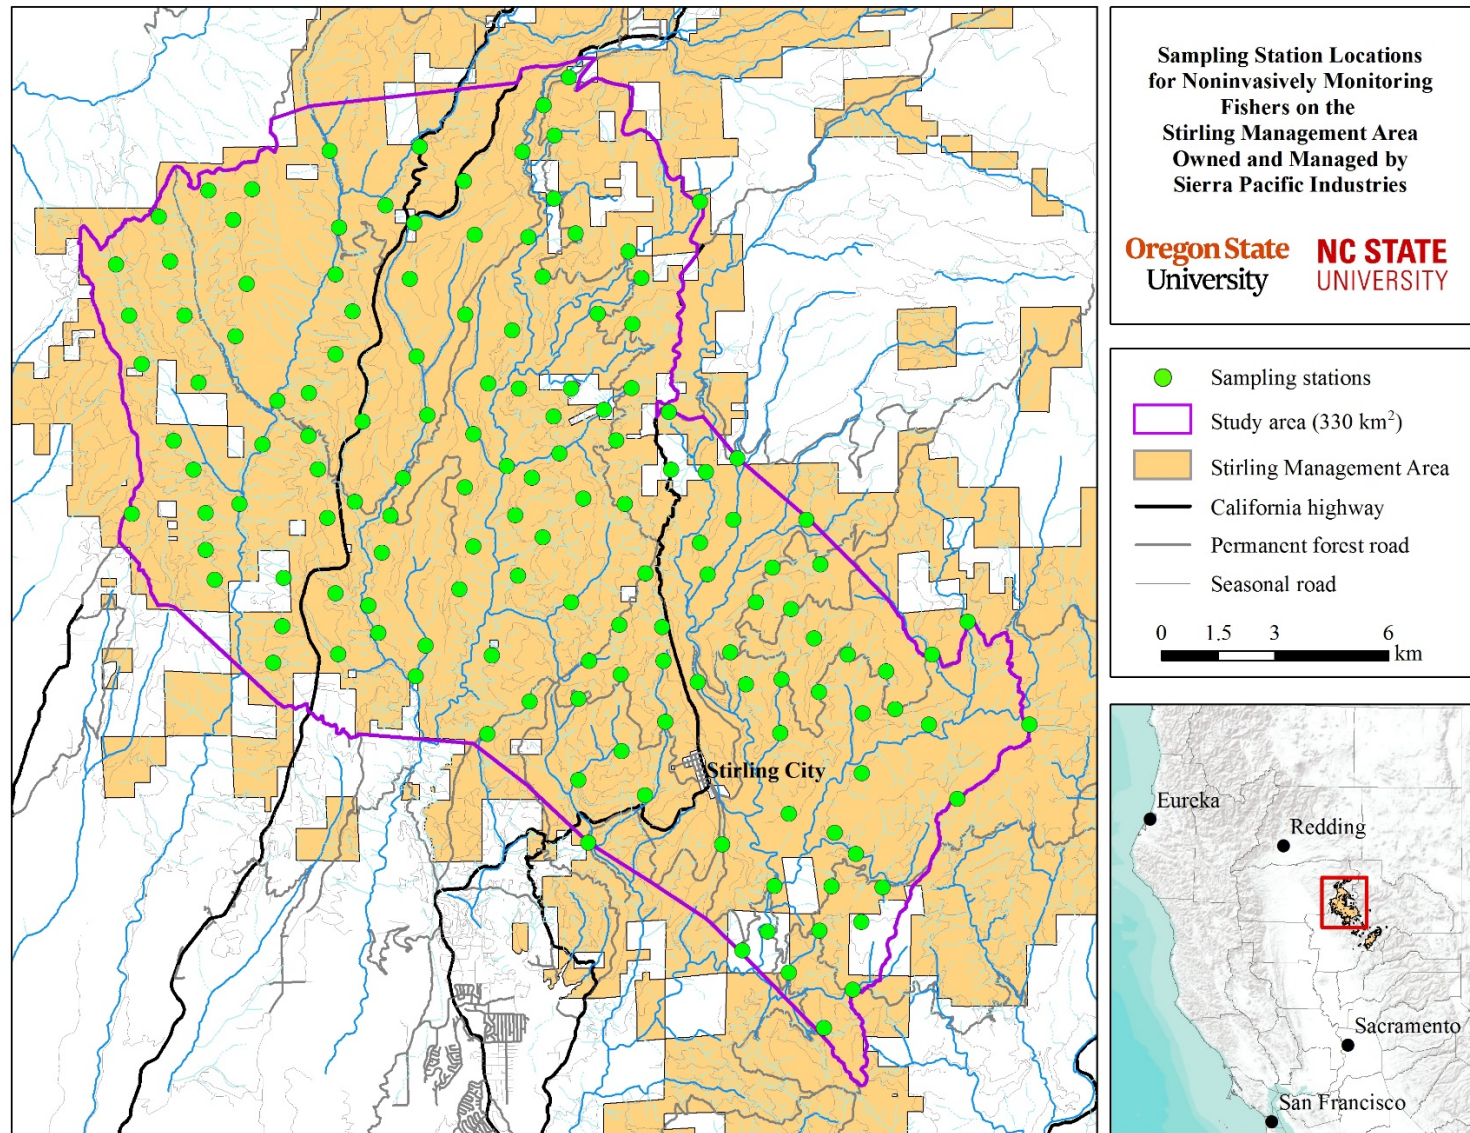 Sampling Station Locations
for Noninvasively Monitoring
Fishers on the
Stirling Management Area
Owned and Managed by
Sierra Pacific Industries
Oregon State
University
NC STATE
UNIVERSITY
Sampling stations
Study area (330 km²)
Stirling Management Area
California highway
Permanent forest road
Seasonal road
0 1.5 3 6
km
Stirling City
Eureka
Redding
Sacramento
San Francisco